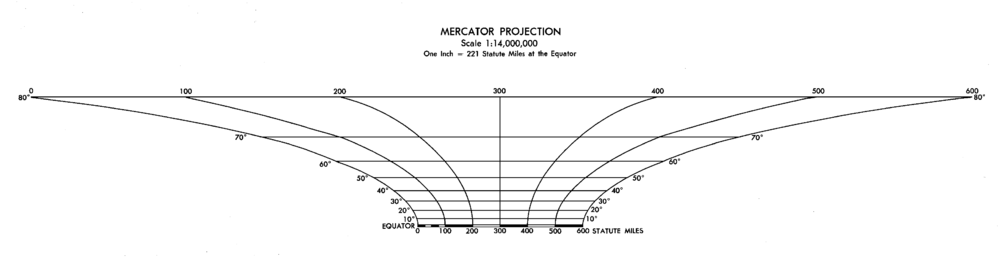 MERCATOR PROJECTION
Scale 1:14,000,000
One Inch = 221 Statute Miles at the Equator
0 100 200 300 400 500 600
80° 80°
70° 70°
60° 60°
50° 50°
40° 40°
30° 30°
20° 20°
10° 10°
EQUATOR
0 100 200 300 400 500 600 STATUTE MILES